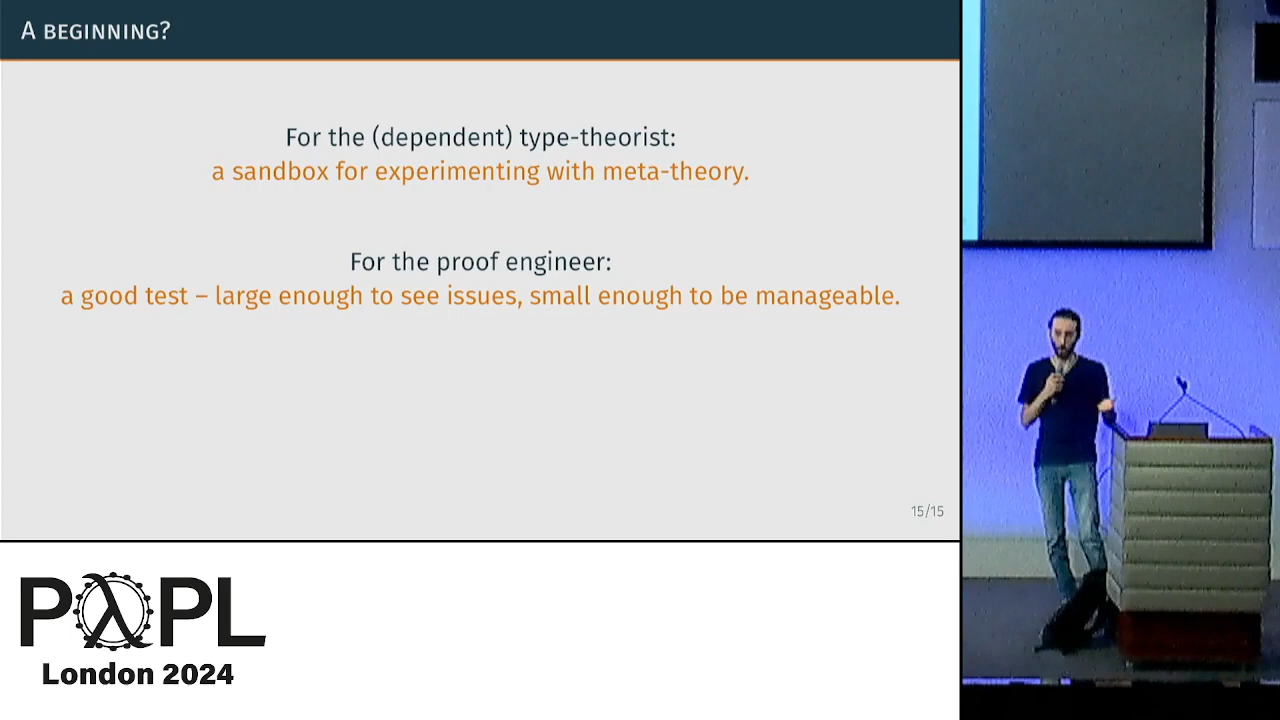 A BEGINNING?
For the (dependent) type-theorist:
a sandbox for experimenting with meta-theory.
For the proof engineer:
a good test – large enough to see issues, small enough to be manageable.
15/15
PλPL
London 2024